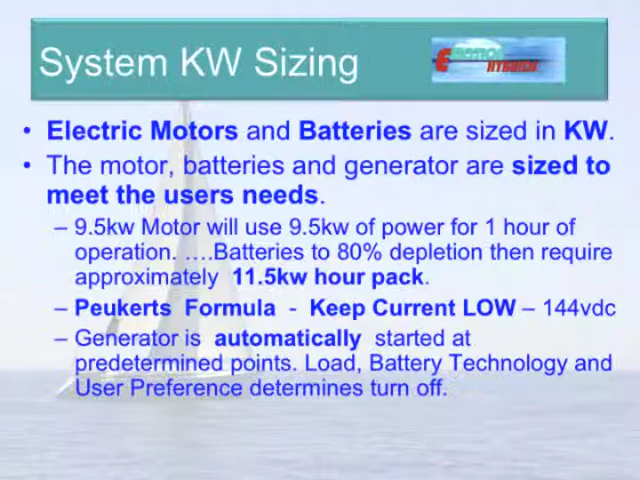 System KW Sizing
HYBRIDS
• Electric Motors and Batteries are sized in KW.
• The motor, batteries and generator are sized to
meet the users needs.
– 9.5kw Motor will use 9.5kw of power for 1 hour of
operation. ….Batteries to 80% depletion then require
approximately 11.5kw hour pack.
– Peukerts Formula - Keep Current LOW – 144vdc
– Generator is automatically started at
predetermined points. Load, Battery Technology and
User Preference determines turn off.